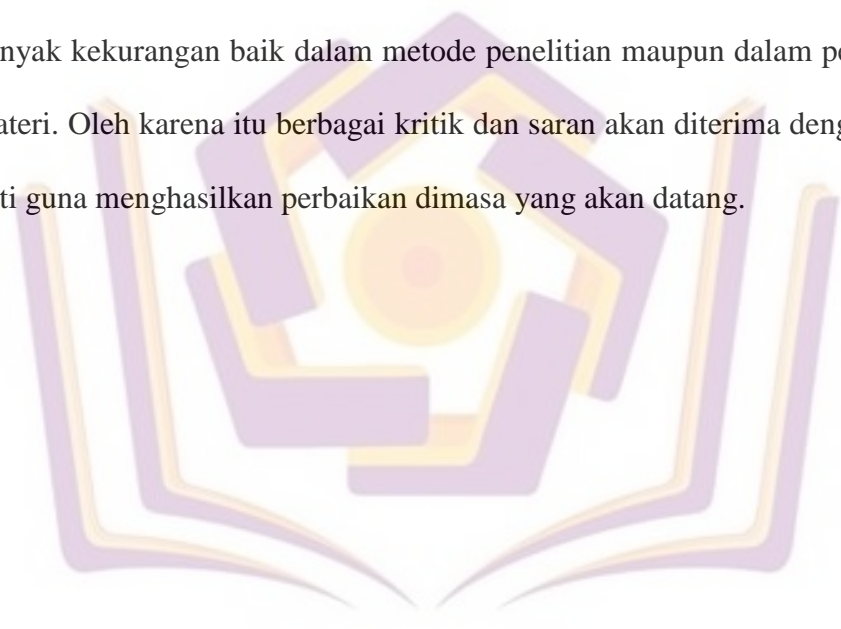 nyak kekurangan baik dalam metode penelitian maupun dalam pe
ateri. Oleh karena itu berbagai kritik dan saran akan diterima deng
ti guna menghasilkan perbaikan dimasa yang akan datang.